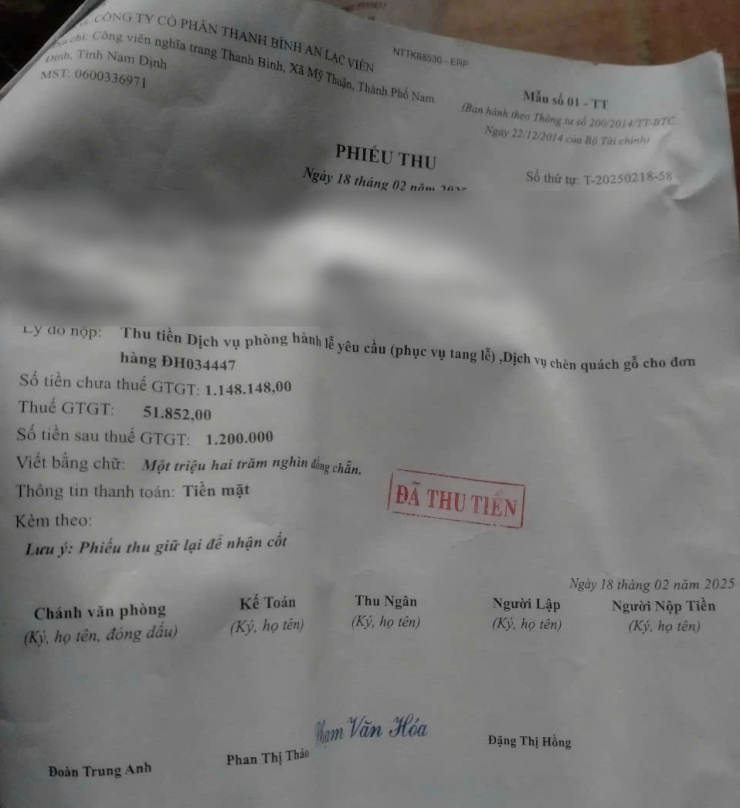 CÔNG TY CỔ PHẦN THANH BÌNH AN LẠC VIÊN
chỉ: Công viên nghĩa trang Thanh Bình, Xã Mỹ Thuận, Thành Phố Nam
Định, Tỉnh Nam Định
MST: 0600336971
NTTK68530 - ERP
Mẫu số 01 - TT
(Ban hành theo Thông tư số 200/2014/TT-BTC
Ngày 22/12/2014 của Bộ Tài chính)
PHIẾU THU
Ngày 18 tháng 02 năm 2025
Số thứ tự: T-20250218-58
Lý do nộp: Thu tiền Dịch vụ phòng hành lễ yêu cầu (phục vụ tang lễ) ,Dịch vụ chèn quách gỗ cho đơn
hàng ĐH034447
Số tiền chưa thuế GTGT: 1.148.148,00
Thuế GTGT: 51.852,00
Số tiền sau thuế GTGT: 1.200.000
Viết bằng chữ: Một triệu hai trăm nghìn đồng chẵn.
Thông tin thanh toán: Tiền mặt
ĐÃ THU TIỀN
Kèm theo:
Lưu ý: Phiếu thu giữ lại để nhận cốt
Ngày 18 tháng 02 năm 2025
Chánh văn phòng Kế Toán Thu Ngân Người Lập Người Nộp Tiền
(Ký, họ tên, đóng dấu) (Ký, họ tên) (Ký, họ tên) (Ký, họ tên) (Ký, họ tên)
Đoàn Trung Anh Phan Thị Thảo Phạm Văn Hóa Đặng Thị Hồng